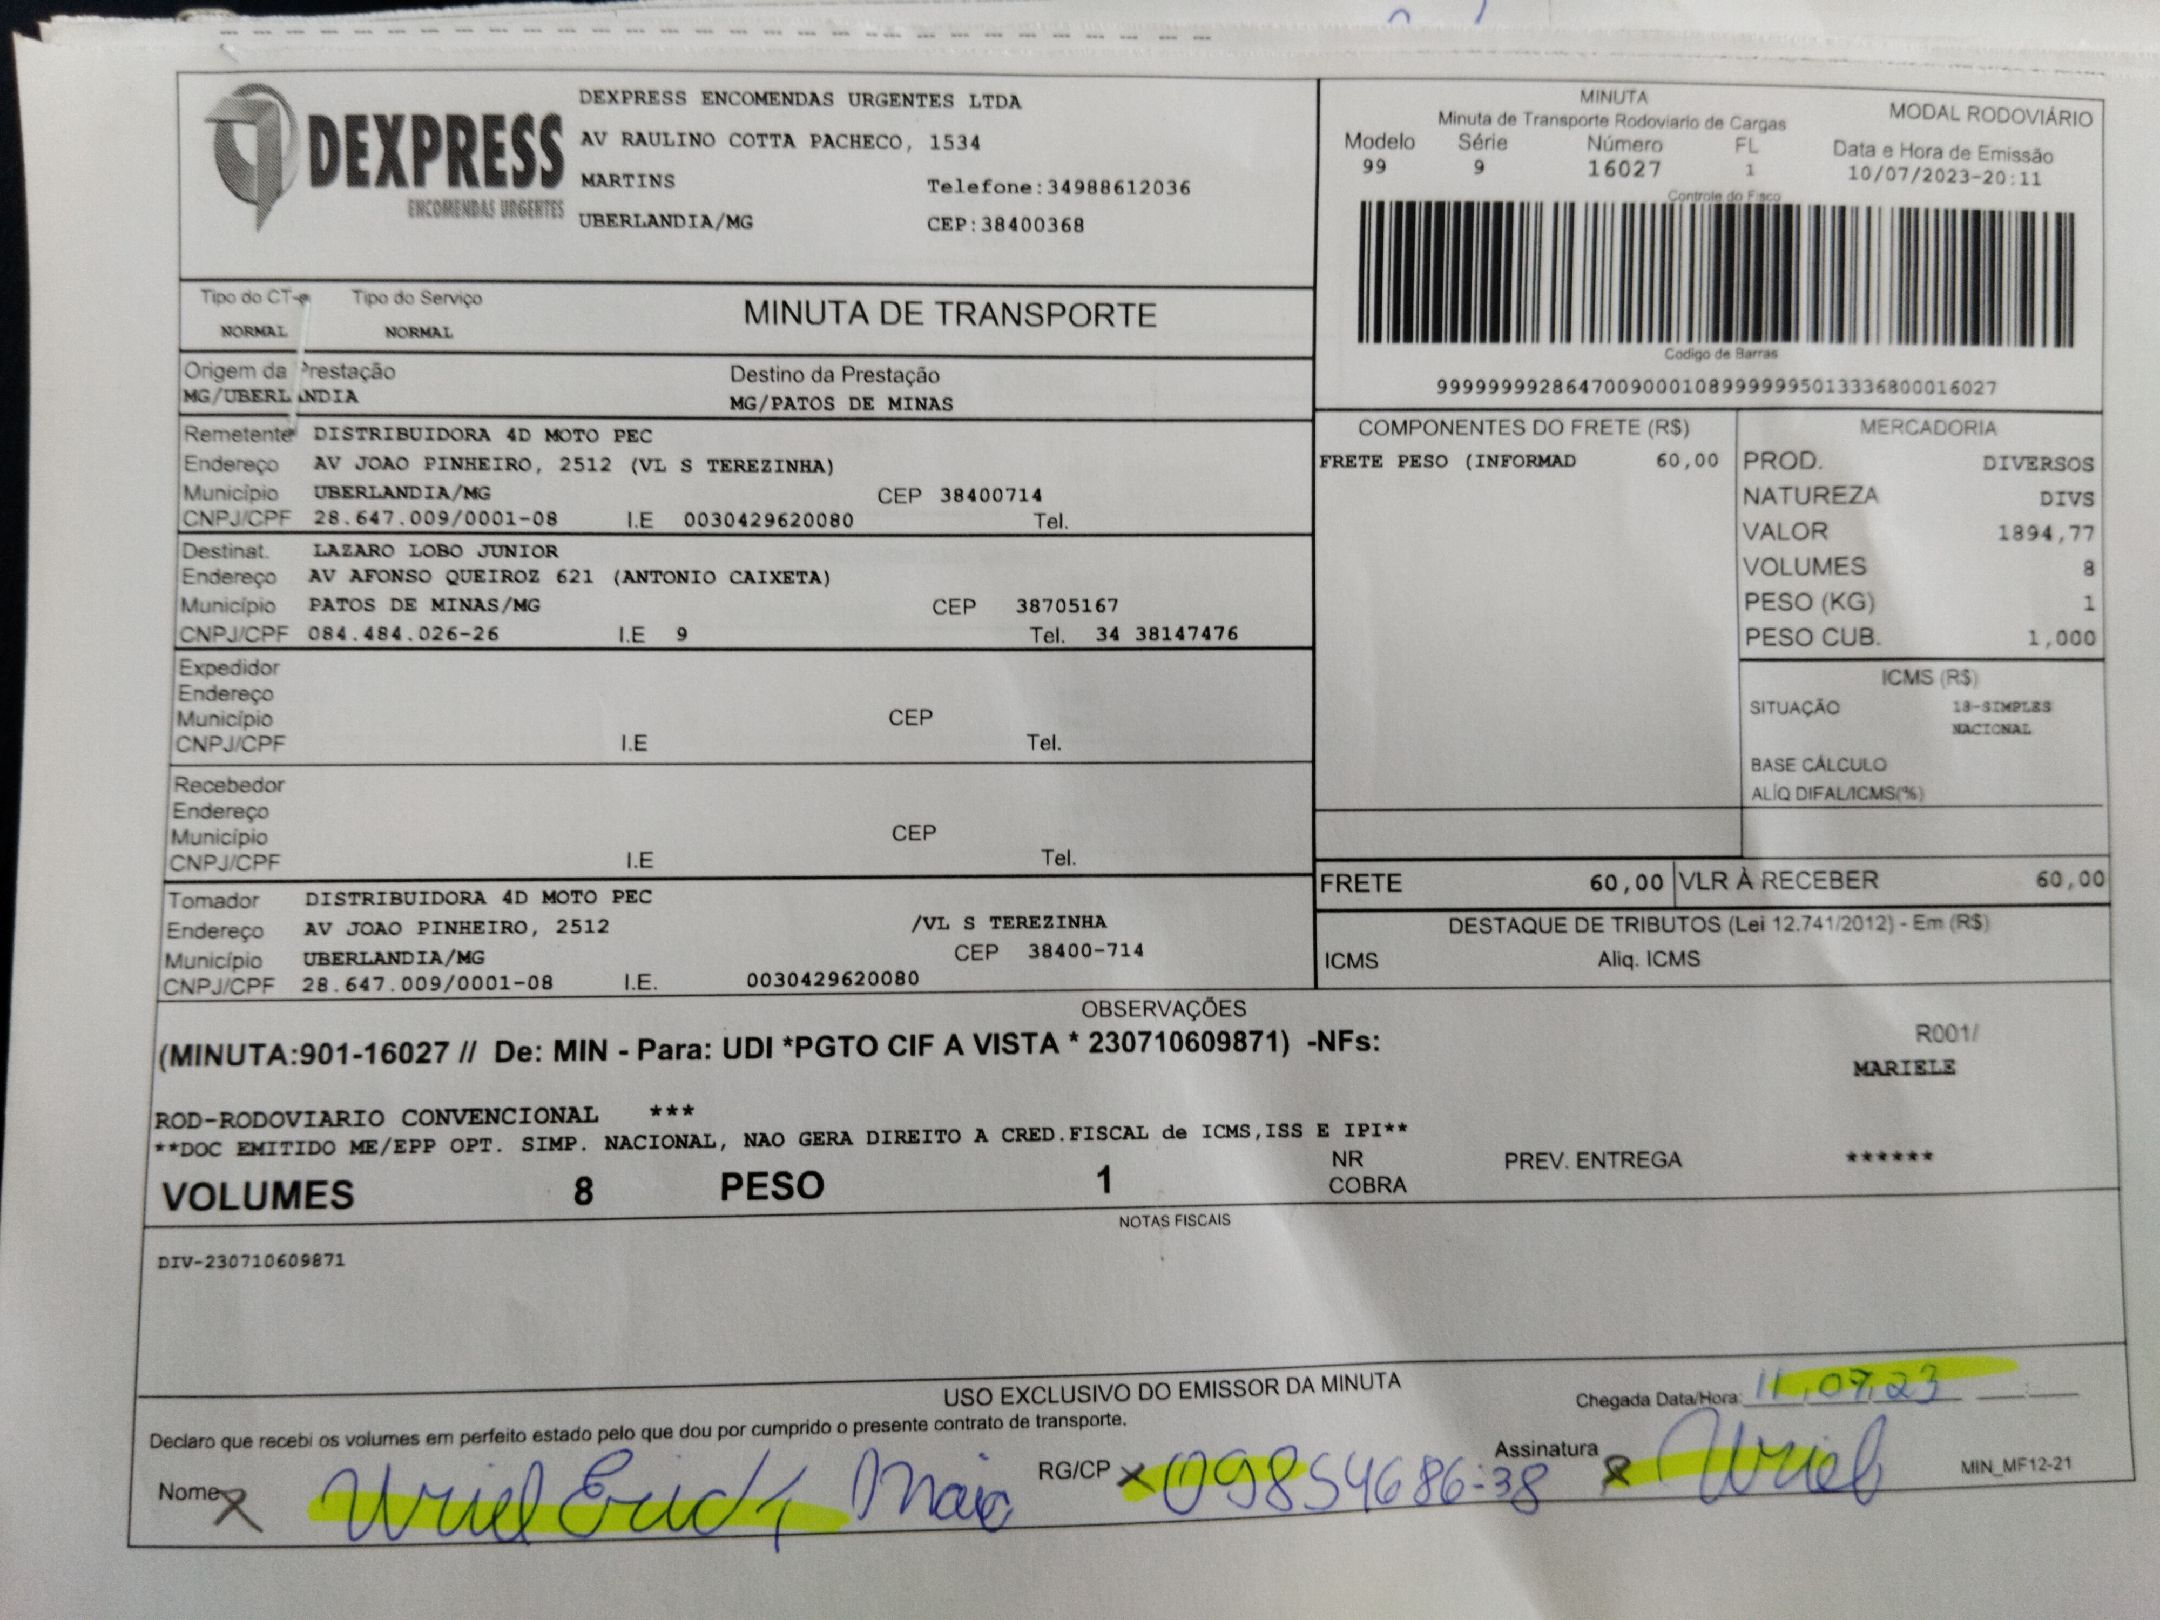 DEXPRESS
ENCOMENDAS URGENTES
DEXPRESS ENCOMENDAS URGENTES LTDA
AV RAULINO COTTA PACHECO, 1534
MARTINS Telefone:34988612036
UBERLANDIA/MG CEP:38400368
MINUTA
Minuta de Transporte Rodoviario de Cargas
MODAL RODOVIÁRIO
Modelo Série Número FL Data e Hora de Emissão
99 9 16027 1 10/07/2023-20:11
Controle do Fisco
Codigo de Barras
999999992864700900010899999995013336800016027
Tipo do CT-e Tipo do Serviço
NORMAL NORMAL
MINUTA DE TRANSPORTE
Origem da Prestação Destino da Prestação
MG/UBERLANDIA MG/PATOS DE MINAS
Remetente DISTRIBUIDORA 4D MOTO PEC
Endereço AV JOAO PINHEIRO, 2512 (VL S TEREZINHA)
Município UBERLANDIA/MG CEP 38400714
CNPJ/CPF 28.647.009/0001-08 I.E 0030429620080 Tel.
Destinat. LAZARO LOBO JUNIOR
Endereço AV AFONSO QUEIROZ 621 (ANTONIO CAIXETA)
Município PATOS DE MINAS/MG CEP 38705167
CNPJ/CPF 084.484.026-26 I.E 9 Tel. 34 38147476
Expedidor
Endereço
Município CEP
CNPJ/CPF I.E Tel.
Recebedor
Endereço
Município CEP
CNPJ/CPF I.E Tel.
Tomador DISTRIBUIDORA 4D MOTO PEC
Endereço AV JOAO PINHEIRO, 2512 /VL S TEREZINHA
Município UBERLANDIA/MG CEP 38400-714
CNPJ/CPF 28.647.009/0001-08 I.E. 0030429620080
COMPONENTES DO FRETE (R$)
FRETE PESO (INFORMAD 60,00
MERCADORIA
PROD. DIVERSOS
NATUREZA DIVS
VALOR 1894,77
VOLUMES 8
PESO (KG) 1
PESO CUB. 1,000
ICMS (R$)
SITUAÇÃO 18-SIMPLES
NACIONAL
BASE CÁLCULO
ALÍQ DIFAL/ICMS(%)
FRETE 60,00 VLR À RECEBER 60,00
DESTAQUE DE TRIBUTOS (Lei 12.741/2012) - Em (R$)
ICMS Aliq. ICMS
OBSERVAÇÕES
(MINUTA:901-16027 // De: MIN - Para: UDI *PGTO CIF A VISTA * 230710609871) -NFs:
R001/
MARIELE
ROD-RODOVIARIO CONVENCIONAL ***
**DOC EMITIDO ME/EPP OPT. SIMP. NACIONAL, NAO GERA DIREITO A CRED.FISCAL de ICMS,ISS E IPI**
VOLUMES 8 PESO 1
NR
COBRA
PREV. ENTREGA ******
NOTAS FISCAIS
DIV-230710609871
USO EXCLUSIVO DO EMISSOR DA MINUTA
Chegada Data/Hora: 11,07,23
Declaro que recebi os volumes em perfeito estado pelo que dou por cumprido o presente contrato de transporte.
Nome x Uriel Erick Maia RG/CP x 09854686-38 Assinatura x Uriel
MIN_MF12-21